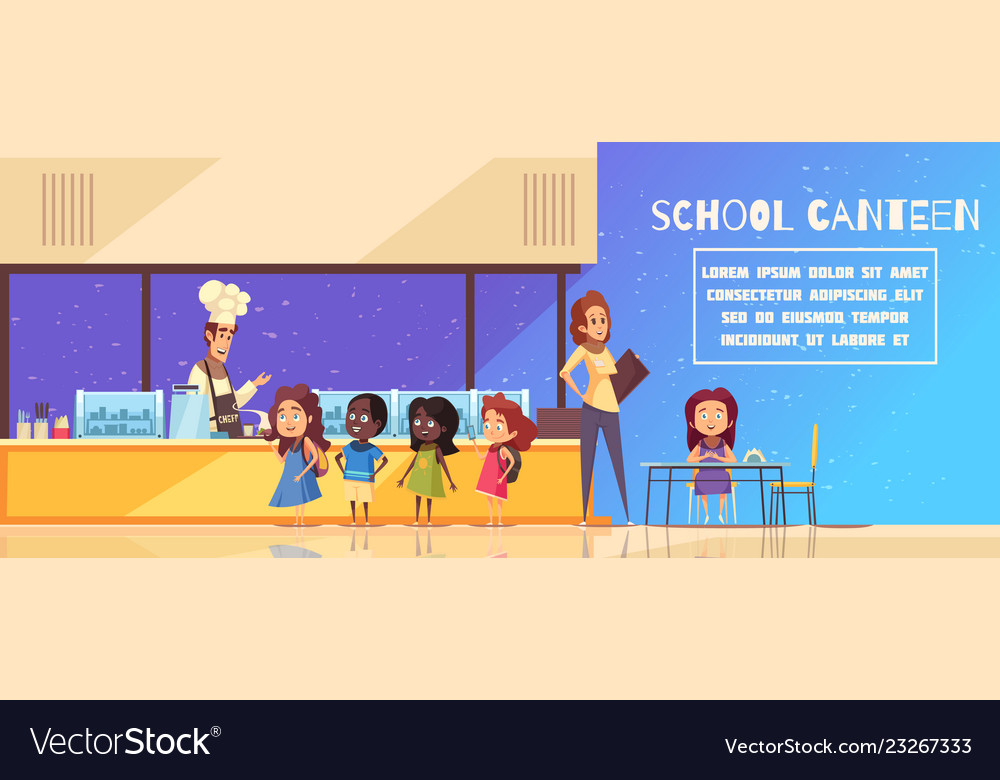 SCHOOL CANTEEN
LOREM IPSUM DOLOR SIT AMET
CONSECTETUR ADIPISCING ELIT
SED DO EIUSMOD TEMPOR
INCIDIDUNT UT LABORE ET
CHEF!
VectorStock®
VectorStock.com/23267333